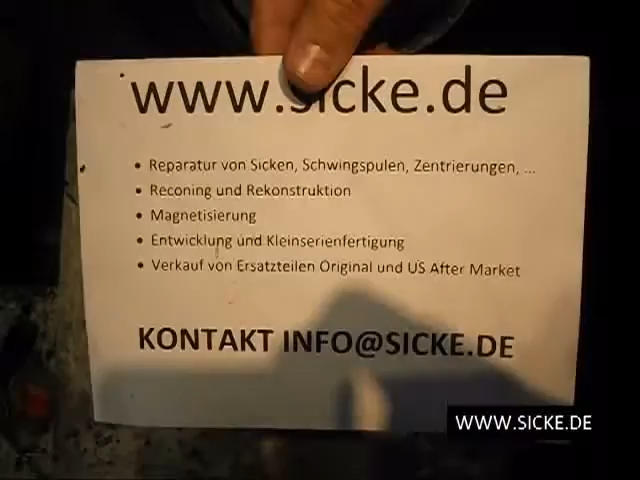 www.sicke.de
• Reparatur von Sicken, Schwingspulen, Zentrierungen, ...
• Reconing und Rekonstruktion
• Magnetisierung
• Entwicklung und Kleinserienfertigung
• Verkauf von Ersatzteilen Original und US After Market
KONTAKT INFO@SICKE.DE
WWW.SICKE.DE